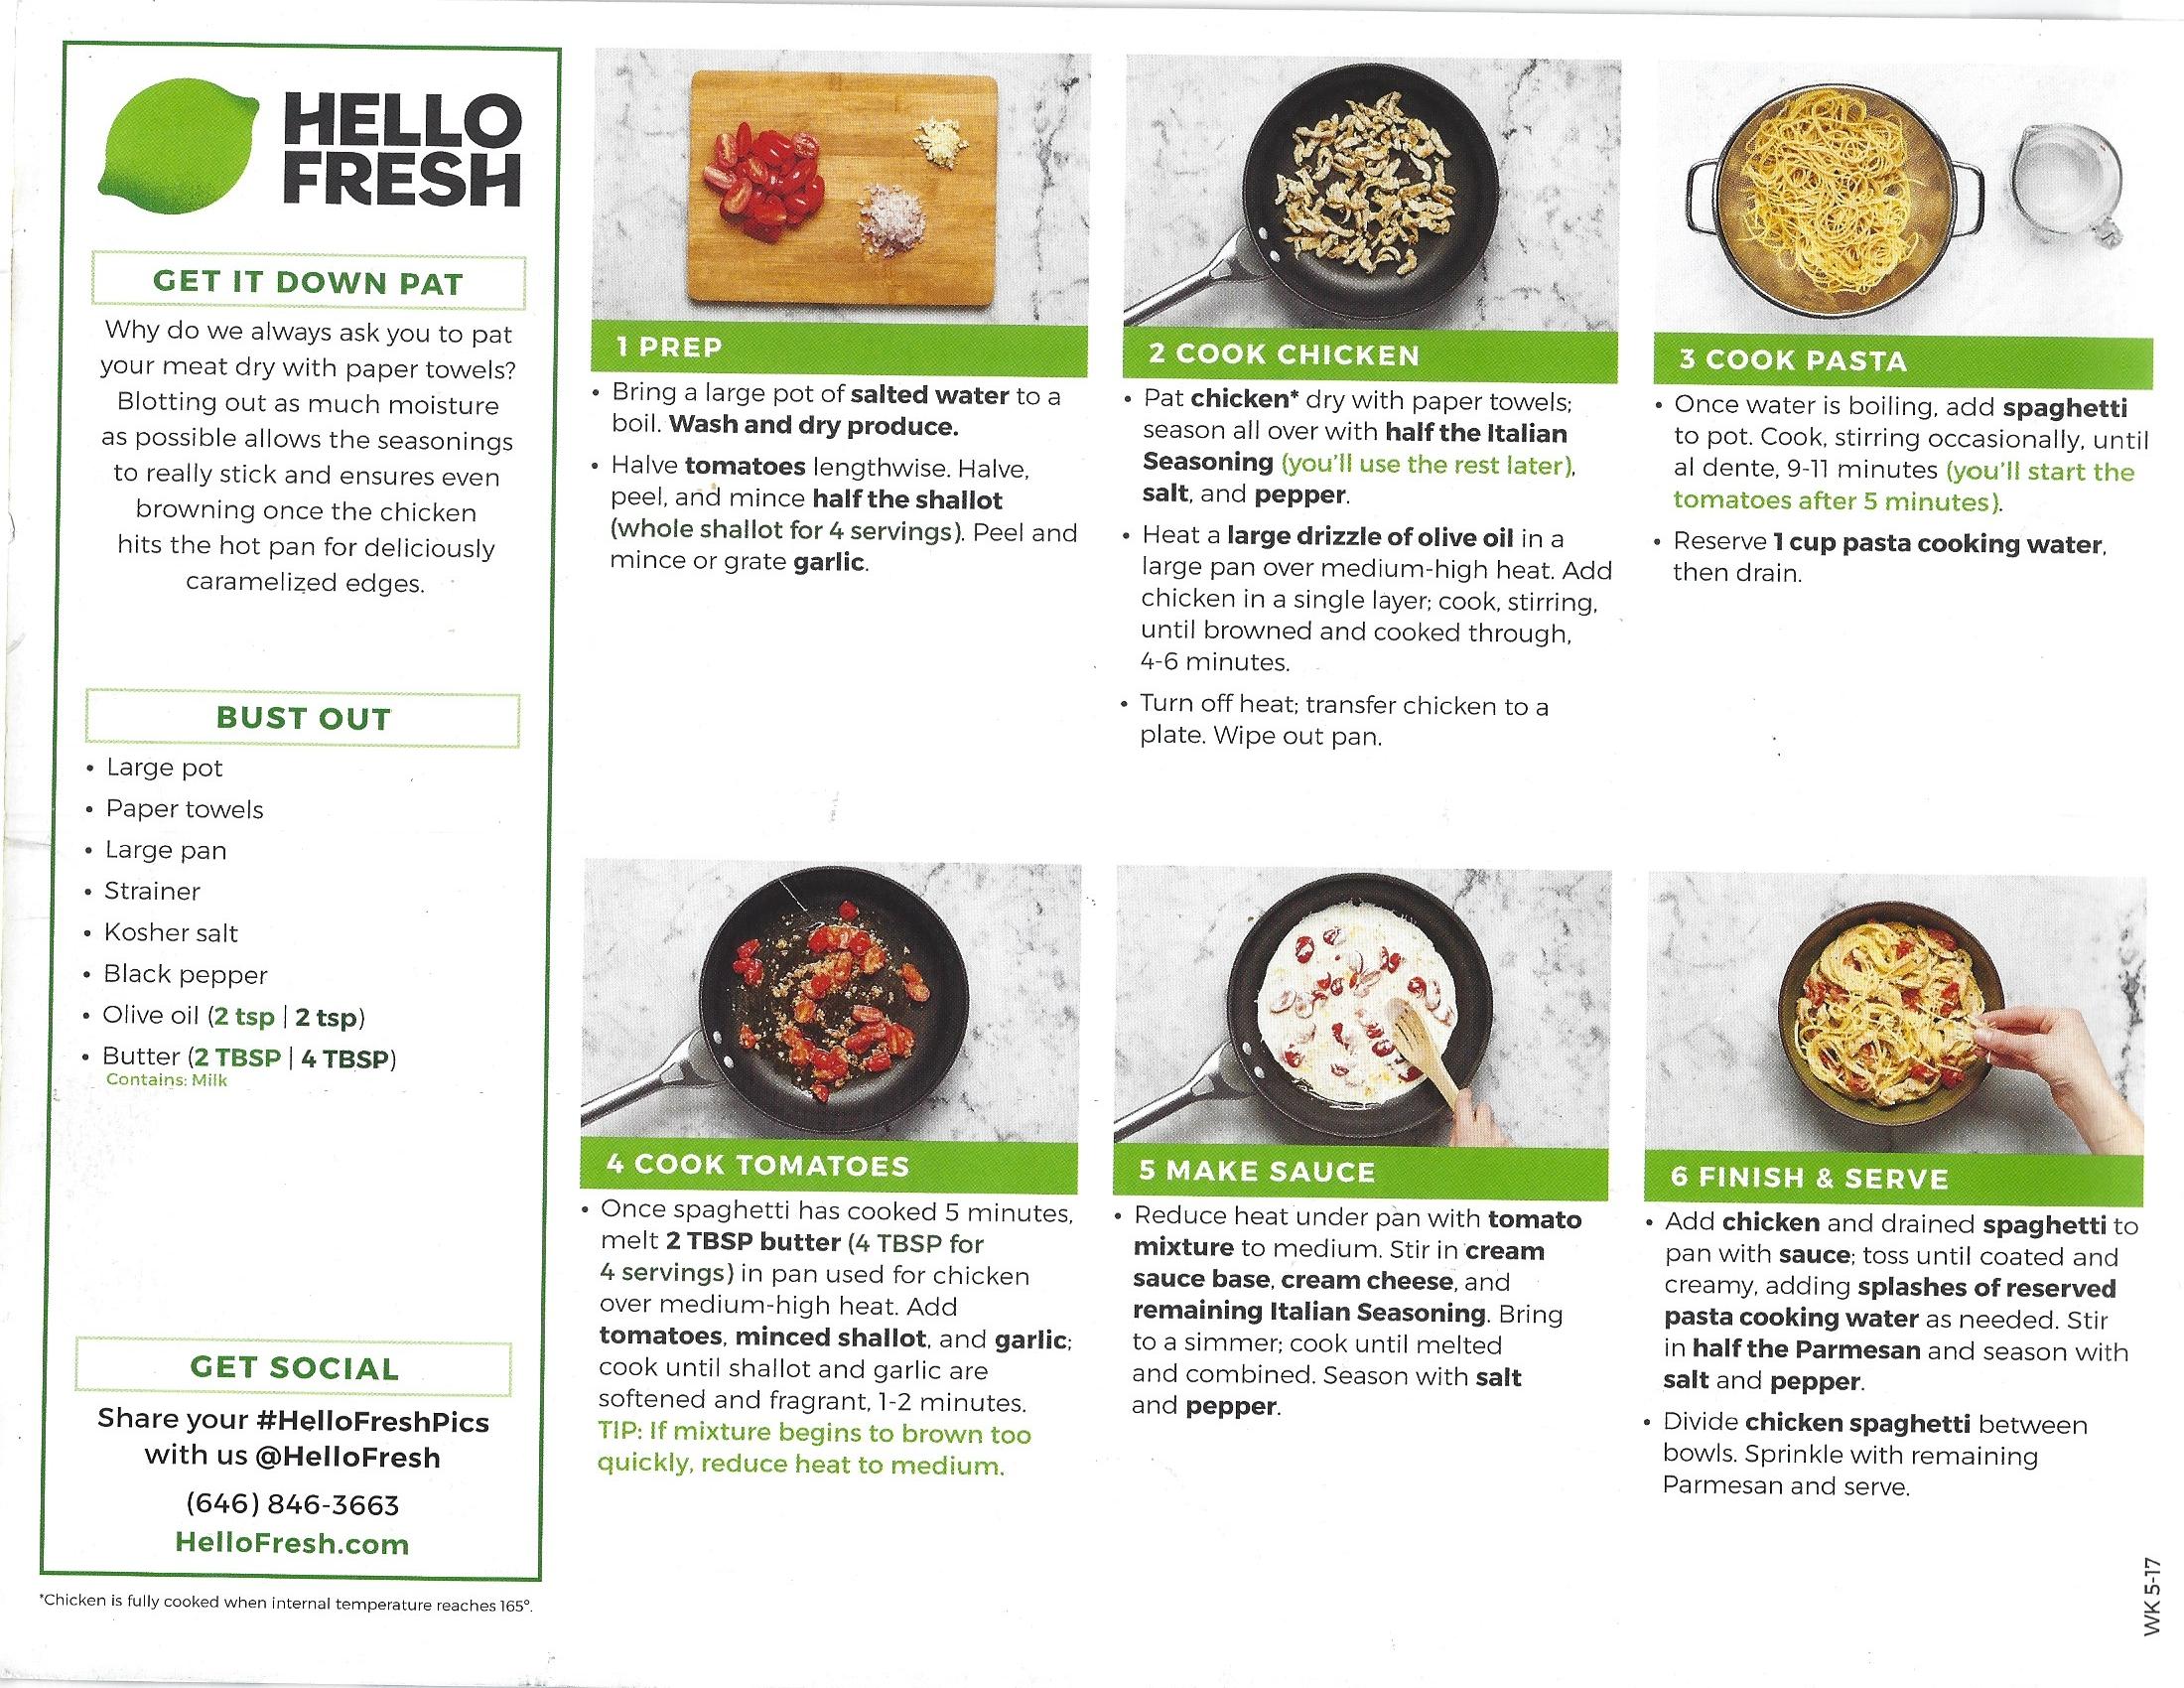 HELLO
FRESH
GET IT DOWN PAT
Why do we always ask you to pat
your meat dry with paper towels?
Blotting out as much moisture
as possible allows the seasonings
to really stick and ensures even
browning once the chicken
hits the hot pan for deliciously
caramelized edges.
BUST OUT
• Large pot
• Paper towels
• Large pan
• Strainer
• Kosher salt
• Black pepper
• Olive oil (2 tsp | 2 tsp)
• Butter (2 TBSP | 4 TBSP)
Contains: Milk
GET SOCIAL
Share your #HelloFreshPics
with us @HelloFresh
(646) 846-3663
HelloFresh.com
*Chicken is fully cooked when internal temperature reaches 165°.
1 PREP
• Bring a large pot of salted water to a
boil. Wash and dry produce.
• Halve tomatoes lengthwise. Halve,
peel, and mince half the shallot
(whole shallot for 4 servings). Peel and
mince or grate garlic.
2 COOK CHICKEN
• Pat chicken* dry with paper towels;
season all over with half the Italian
Seasoning (you'll use the rest later),
salt, and pepper.
• Heat a large drizzle of olive oil in a
large pan over medium-high heat. Add
chicken in a single layer; cook, stirring,
until browned and cooked through,
4-6 minutes.
• Turn off heat; transfer chicken to a
plate. Wipe out pan.
3 COOK PASTA
• Once water is boiling, add spaghetti
to pot. Cook, stirring occasionally, until
al dente, 9-11 minutes (you'll start the
tomatoes after 5 minutes).
• Reserve 1 cup pasta cooking water,
then drain.
4 COOK TOMATOES
• Once spaghetti has cooked 5 minutes,
melt 2 TBSP butter (4 TBSP for
4 servings) in pan used for chicken
over medium-high heat. Add
tomatoes, minced shallot, and garlic;
cook until shallot and garlic are
softened and fragrant, 1-2 minutes.
TIP: If mixture begins to brown too
quickly, reduce heat to medium.
5 MAKE SAUCE
• Reduce heat under pan with tomato
mixture to medium. Stir in cream
sauce base, cream cheese, and
remaining Italian Seasoning. Bring
to a simmer; cook until melted
and combined. Season with salt
and pepper.
6 FINISH & SERVE
• Add chicken and drained spaghetti to
pan with sauce; toss until coated and
creamy, adding splashes of reserved
pasta cooking water as needed. Stir
in half the Parmesan and season with
salt and pepper.
• Divide chicken spaghetti between
bowls. Sprinkle with remaining
Parmesan and serve.
WK 5-17